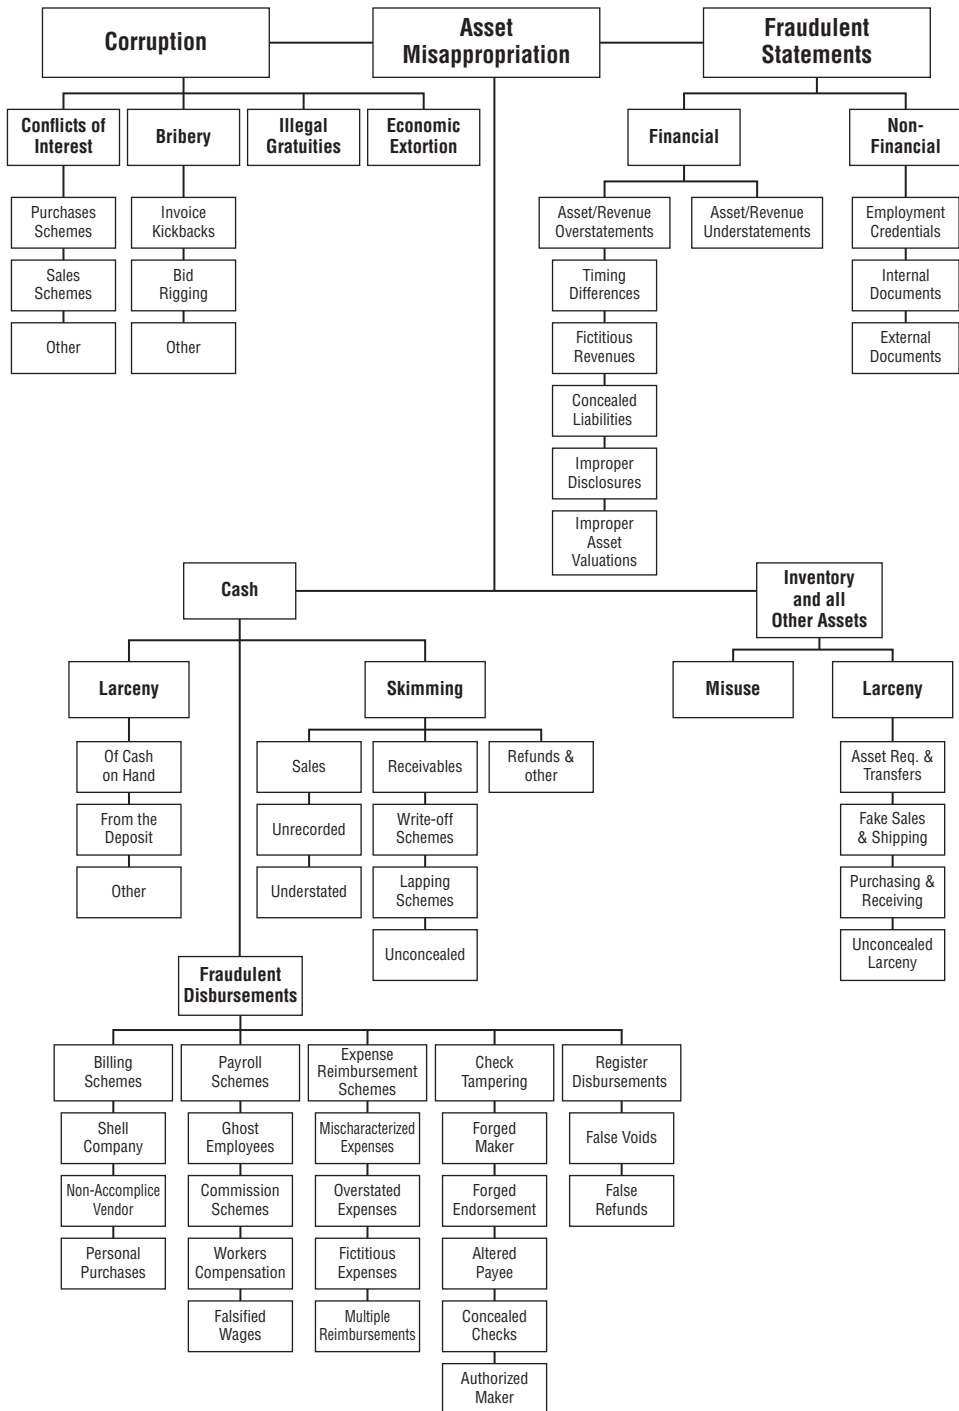 Corruption
Asset
Misappropriation
Fraudulent
Statements
Conflicts of
Interest
Bribery
Illegal
Gratuities
Economic
Extortion
Financial
Non-
Financial
Purchases
Schemes
Sales
Schemes
Other
Invoice
Kickbacks
Bid
Rigging
Other
Asset/Revenue
Overstatements
Timing
Differences
Fictitious
Revenues
Concealed
Liabilities
Improper
Disclosures
Improper
Asset
Valuations
Asset/Revenue
Understatements
Employment
Credentials
Internal
Documents
External
Documents
Cash
Inventory
and all
Other Assets
Larceny
Of Cash
on Hand
From the
Deposit
Other
Skimming
Sales
Unrecorded
Understated
Receivables
Write-off
Schemes
Lapping
Schemes
Unconcealed
Refunds &
other
Misuse
Larceny
Asset Req. &
Transfers
Fake Sales
& Shipping
Purchasing &
Receiving
Unconcealed
Larceny
Fraudulent
Disbursements
Billing
Schemes
Shell
Company
Non-Accomplice
Vendor
Personal
Purchases
Payroll
Schemes
Ghost
Employees
Commission
Schemes
Workers
Compensation
Falsified
Wages
Expense
Reimbursement
Schemes
Mischaracterized
Expenses
Overstated
Expenses
Fictitious
Expenses
Multiple
Reimbursements
Check
Tampering
Forged
Maker
Forged
Endorsement
Altered
Payee
Concealed
Checks
Authorized
Maker
Register
Disbursements
False Voids
False
Refunds